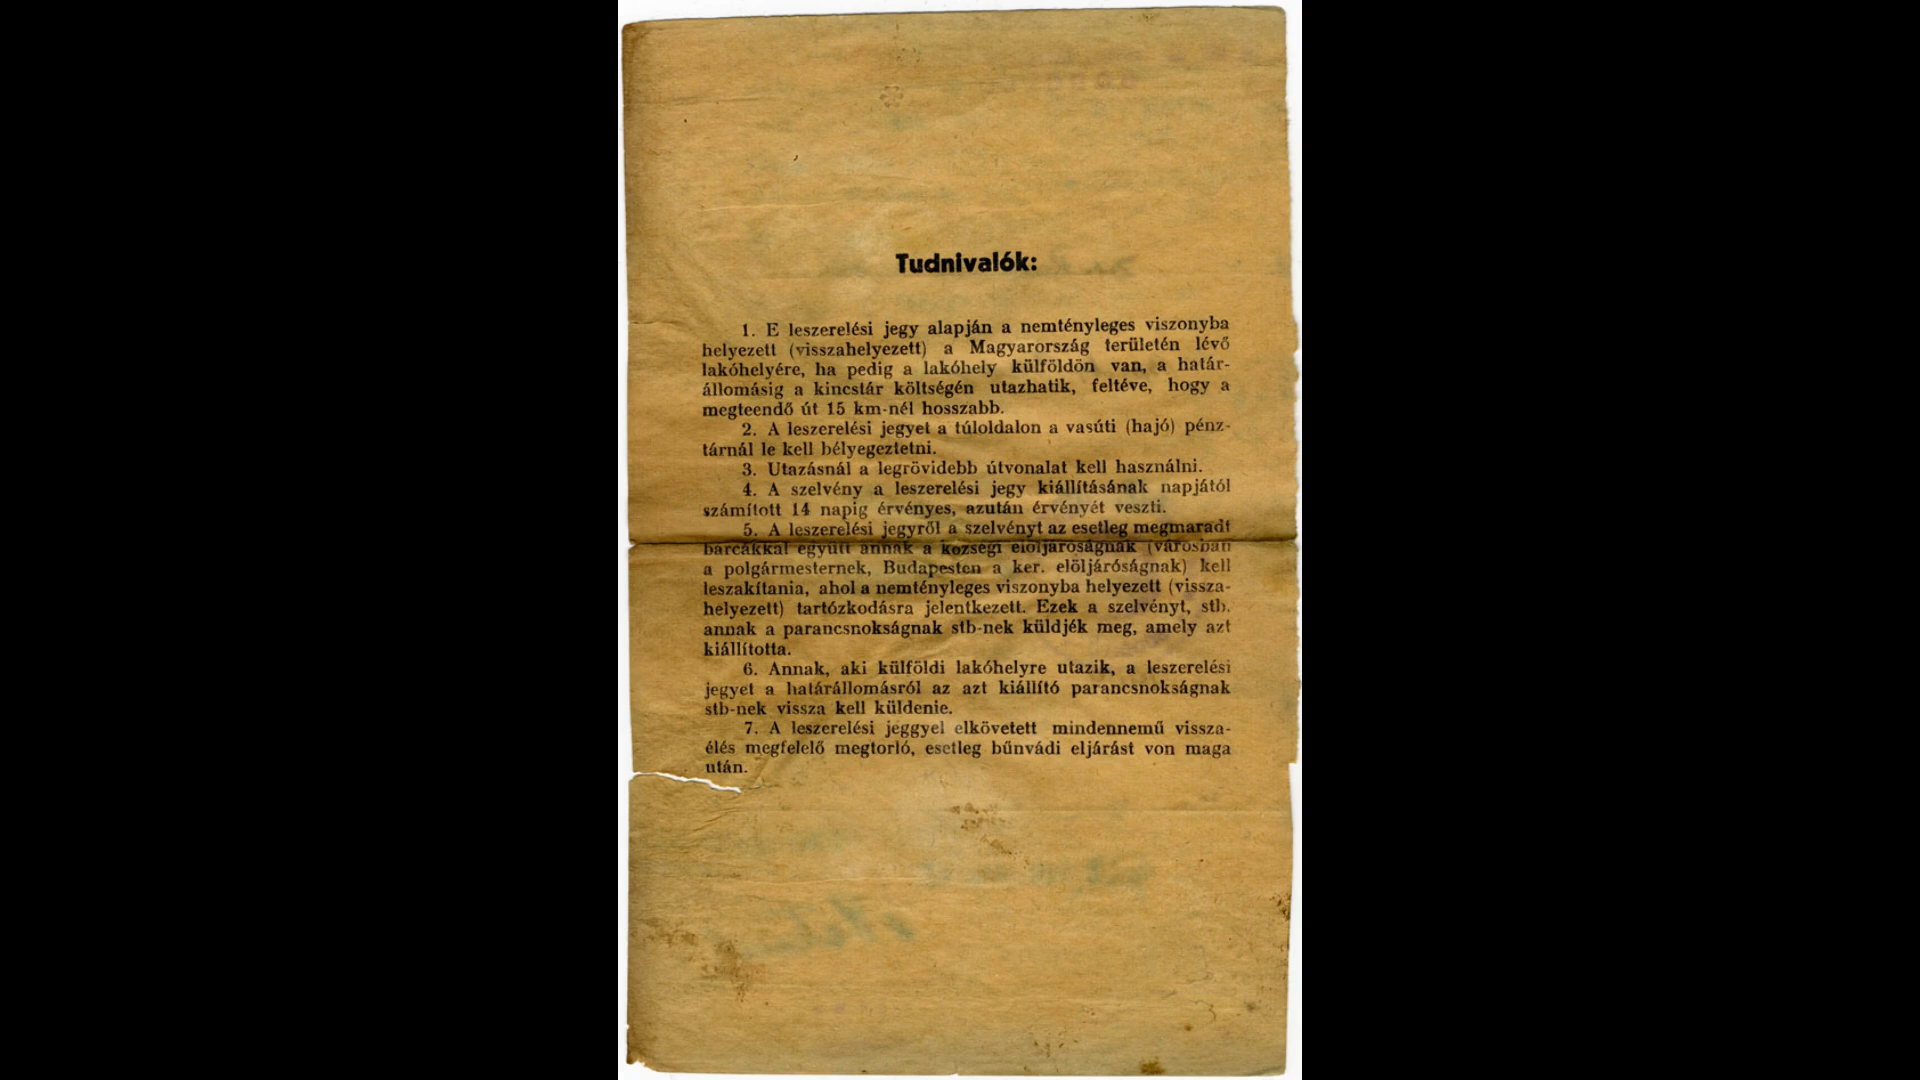 Tudnivalók:
1. E leszerelési jegy alapján a nemtényleges viszonyba
helyezett (visszahelyezett) a Magyarország területén lévő
lakóhelyére, ha pedig a lakóhely külföldön van, a határ-
állomásig a kincstár költségén utazhatik, feltéve, hogy a
megteendő út 15 km-nél hosszabb.
2. A leszerelési jegyet a túloldalon a vasúti (hajó) pénz-
tárnál le kell bélyegeztetni.
3. Utazásnál a legrövidebb útvonalat kell használni.
4. A szelvény a leszerelési jegy kiállításának napjától
számított 14 napig érvényes, azután érvényét veszti.
5. A leszerelési jegyről a szelvényt az esetleg megmaradt
barcákkal együtt annak a községi elöljáróságnak (városban
a polgármesternek, Budapesten a ker. elöljáróságnak) kell
leszakítania, ahol a nemtényleges viszonyba helyezett (vissza-
helyezett) tartózkodásra jelentkezett. Ezek a szelvényt, stb.
annak a parancsnokságnak stb-nek küldjék meg, amely azt
kiállította.
6. Annak, aki külföldi lakóhelyre utazik, a leszerelési
jegyet a határállomásról az azt kiállító parancsnokságnak
stb-nek vissza kell küldenie.
7. A leszerelési jeggyel elkövetett mindennemű vissza-
élés megfelelő megtorló, esetleg bűnvádi eljárást von maga
után.